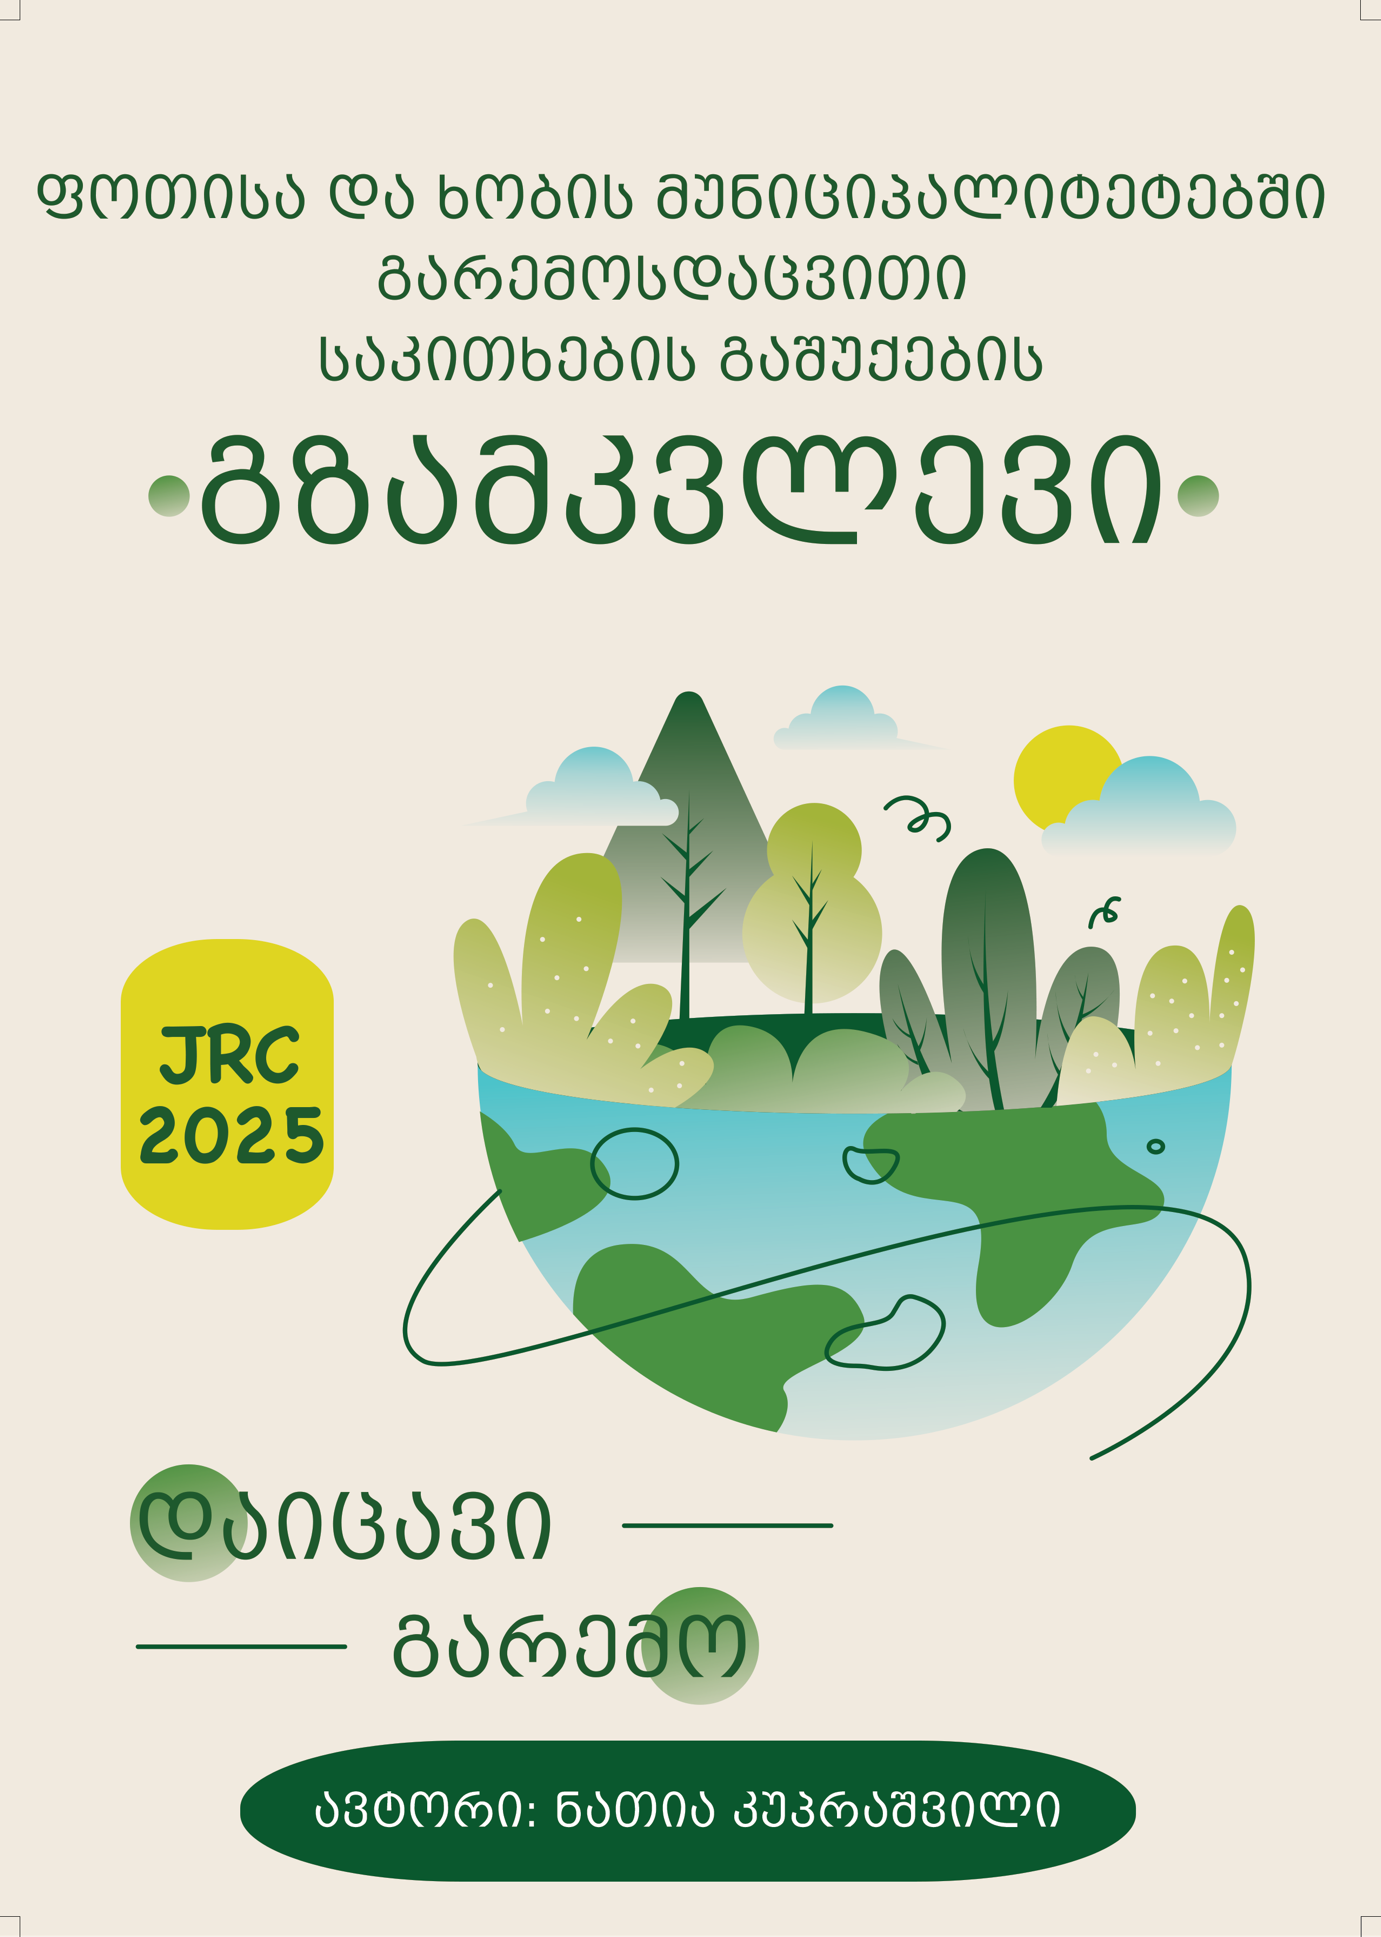 ფოთისა და ხობის მუნიციპალიტეტებში
გარემოსდაცვითი
საკითხების გაშუქების
გზამკვლევი
JRC
2025
დაიცავი
გარემო
ავტორი: ნათია კუპრაშვილი